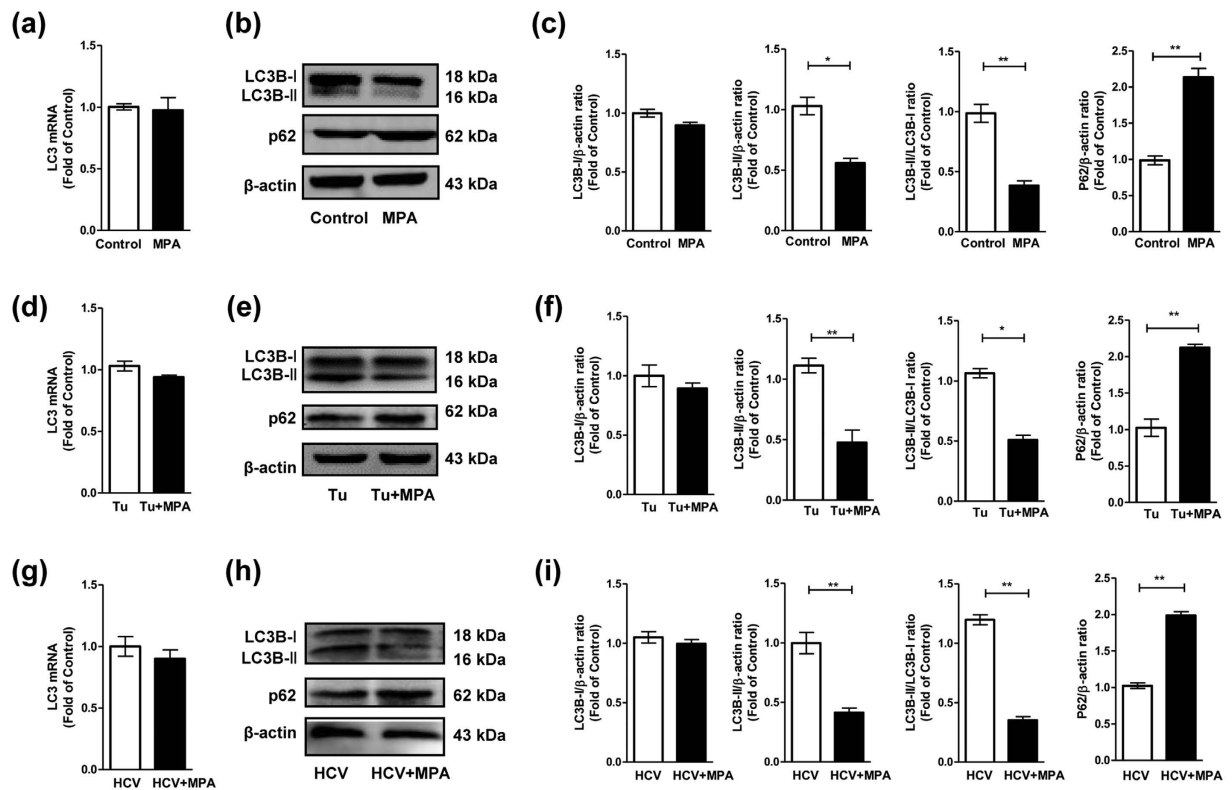 (a)
LC3 mRNA
(Fold of Control)
1.5
1.0
0.5
0.0
Control MPA
(b)
LC3B-I
LC3B-II
18 kDa
16 kDa
p62
62 kDa
β-actin
43 kDa
Control MPA
(c)
LC3B-I/β-actin ratio
(Fold of Control)
1.5
1.0
0.5
0.0
Control MPA
LC3B-II/β-actin ratio
(Fold of Control)
1.5
1.0
0.5
0.0
*
Control MPA
LC3B-II/LC3B-I ratio
(Fold of Control)
1.5
1.0
0.5
0.0
**
Control MPA
P62/β-actin ratio
(Fold of Control)
2.5
2.0
1.5
1.0
0.5
0.0
**
Control MPA
(d)
LC3 mRNA
(Fold of Control)
1.5
1.0
0.5
0.0
Tu Tu+MPA
(e)
LC3B-I
LC3B-II
18 kDa
16 kDa
p62
62 kDa
β-actin
43 kDa
Tu Tu+MPA
(f)
LC3B-I/β-actin ratio
(Fold of Control)
1.5
1.0
0.5
0.0
Tu Tu+MPA
LC3B-II/β-actin ratio
(Fold of Control)
1.5
1.0
0.5
0.0
**
Tu Tu+MPA
LC3B-II/LC3B-I ratio
(Fold of Control)
1.5
1.0
0.5
0.0
*
Tu Tu+MPA
P62/β-actin ratio
(Fold of Control)
2.5
2.0
1.5
1.0
0.5
0.0
**
Tu Tu+MPA
(g)
LC3 mRNA
(Fold of Control)
1.5
1.0
0.5
0.0
HCV HCV+MPA
(h)
LC3B-I
LC3B-II
18 kDa
16 kDa
p62
62 kDa
β-actin
43 kDa
HCV HCV+MPA
(i)
LC3B-I/β-actin ratio
(Fold of Control)
1.5
1.0
0.5
0.0
HCV HCV+MPA
LC3B-II/β-actin ratio
(Fold of Control)
1.5
1.0
0.5
0.0
**
HCV HCV+MPA
LC3B-II/LC3B-I ratio
(Fold of Control)
1.5
1.0
0.5
0.0
**
HCV HCV+MPA
P62/β-actin ratio
(Fold of Control)
2.5
2.0
1.5
1.0
0.5
0.0
**
HCV HCV+MPA